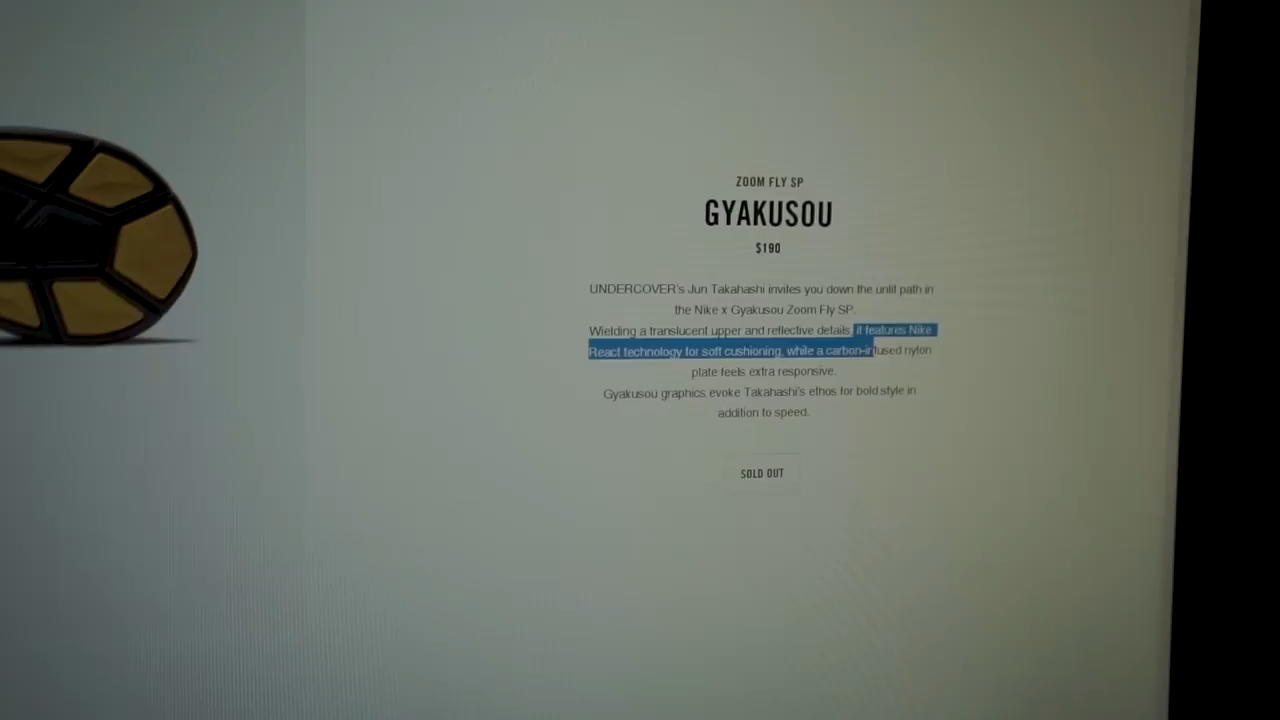 ZOOM FLY SP
GYAKUSOU
$190
UNDERCOVER's Jun Takahashi invites you down the unlit path in
the Nike x Gyakusou Zoom Fly SP.
Wielding a translucent upper and reflective details, it features Nike
React technology for soft cushioning, while a carbon-infused nylon
plate feels extra responsive.
Gyakusou graphics evoke Takahashi's ethos for bold style in
addition to speed.
SOLD OUT